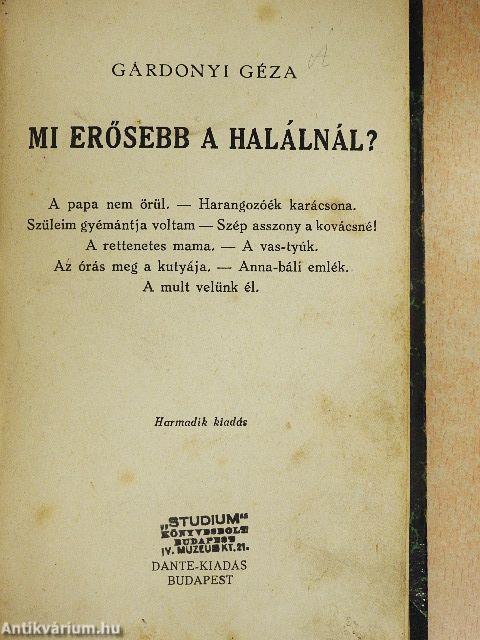 GÁRDONYI GÉZA
MI ERŐSEBB A HALÁLNÁL?
A papa nem örül. — Harangozóék karácsona.
Szüleim gyémántja voltam — Szép asszony a kovácsné!
A rettenetes mama. — A vas-tyúk.
Az órás meg a kutyája. — Anna-báli emlék.
A mult velünk él.
Harmadik kiadás
„STUDIUM"
KÖNYVESBOLT
BUDAPEST
IV. MUZEUM KT. 21.
DANTE-KIADÁS
BUDAPEST
Antikvárium.hu